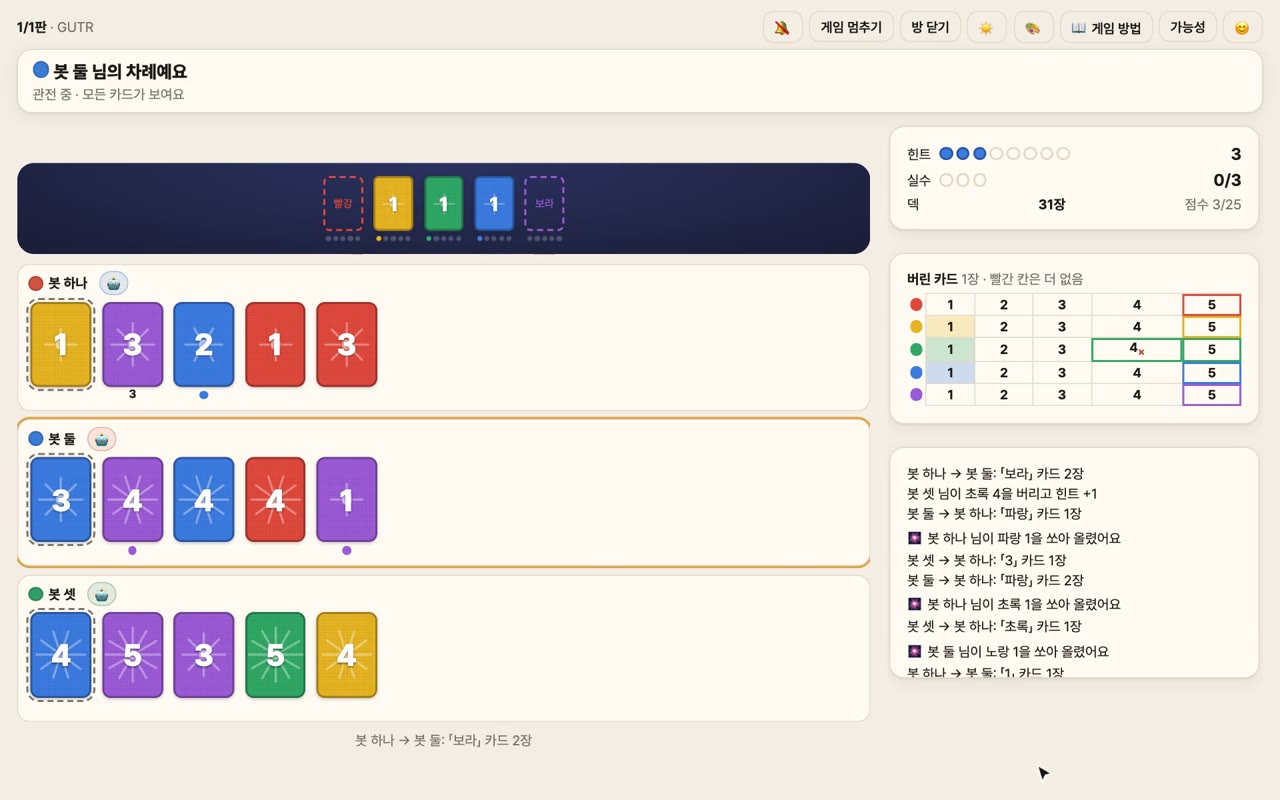 1/1판 · GUTR
게임 멈추기
방 닫기
게임 방법
가능성
봇 둘 님의 차례예요
관전 중 · 모든 카드가 보여요
빨강
1
1
1
보라
봇 하나
1
3
2
1
3
3
봇 둘
3
4
4
4
1
봇 셋
4
5
3
5
4
봇 하나 → 봇 둘: 「보라」 카드 2장
힌트 3
실수 0/3
덱 31장 점수 3/25
버린 카드 1장 · 빨간 칸은 더 없음
1 2 3 4 5
1 2 3 4 5
1 2 3 4× 5
1 2 3 4 5
1 2 3 4 5
봇 하나 → 봇 둘: 「보라」 카드 2장
봇 셋 님이 초록 4을 버리고 힌트 +1
봇 둘 → 봇 하나: 「파랑」 카드 1장
봇 하나 님이 파랑 1을 쏘아 올렸어요
봇 셋 → 봇 하나: 「3」 카드 1장
봇 둘 → 봇 하나: 「파랑」 카드 2장
봇 하나 님이 초록 1을 쏘아 올렸어요
봇 셋 → 봇 하나: 「초록」 카드 1장
봇 둘 님이 노랑 1을 쏘아 올렸어요
봇 하나 → 봇 둘: 「1」 카드 1장